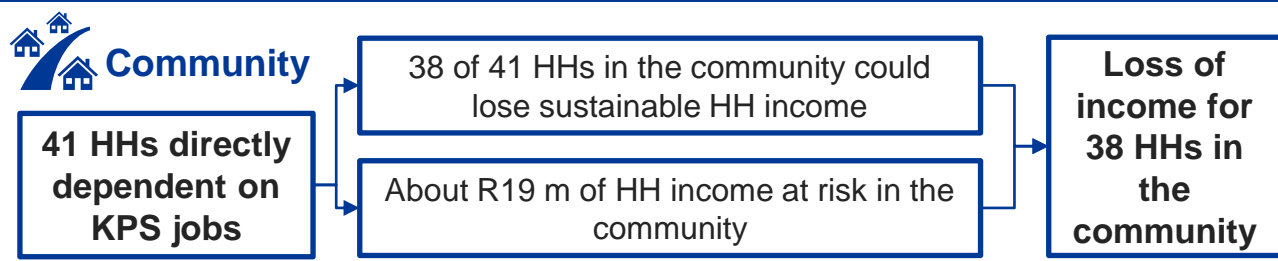 Community
41 HHs directly
dependent on
KPS jobs
38 of 41 HHs in the community could
lose sustainable HH income
About R19 m of HH income at risk in the
community
Loss of
income for
38 HHs in
the
community